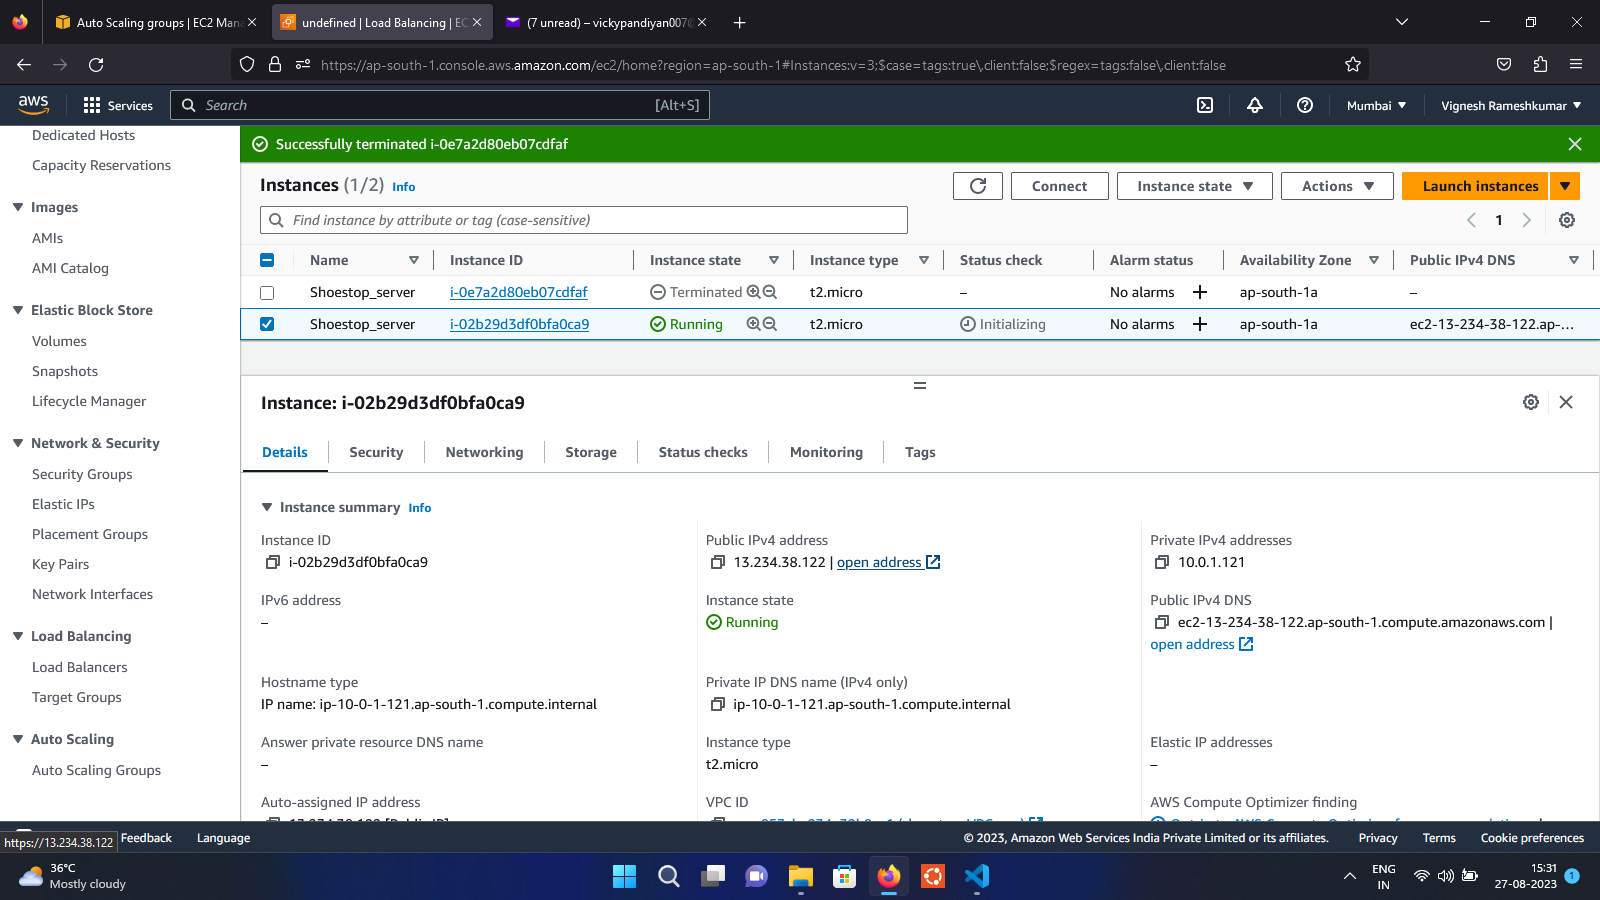 Auto Scaling groups | EC2 Mana
undefined | Load Balancing | EC
(7 unread) – vickypandiyan007@
https://ap-south-1.console.aws.amazon.com/ec2/home?region=ap-south-1#Instances:v=3;$case=tags:true\,client:false;$regex=tags:false\,client:false
aws
Services
Search
[Alt+S]
Mumbai
Vignesh Rameshkumar
Dedicated Hosts
Capacity Reservations
Images
AMIs
AMI Catalog
Elastic Block Store
Volumes
Snapshots
Lifecycle Manager
Network & Security
Security Groups
Elastic IPs
Placement Groups
Key Pairs
Network Interfaces
Load Balancing
Load Balancers
Target Groups
Auto Scaling
Auto Scaling Groups
Successfully terminated i-0e7a2d80eb07cdfaf
Instances (1/2) Info
Connect
Instance state
Actions
Launch instances
Find instance by attribute or tag (case-sensitive)
1
Name Instance ID Instance state Instance type Status check Alarm status Availability Zone Public IPv4 DNS
Shoestop_server i-0e7a2d80eb07cdfaf Terminated t2.micro – No alarms ap-south-1a –
Shoestop_server i-02b29d3df0bfa0ca9 Running t2.micro Initializing No alarms ap-south-1a ec2-13-234-38-122.ap-...
Instance: i-02b29d3df0bfa0ca9
Details Security Networking Storage Status checks Monitoring Tags
Instance summary Info
Instance ID
i-02b29d3df0bfa0ca9
Public IPv4 address
13.234.38.122 | open address
Private IPv4 addresses
10.0.1.121
IPv6 address
–
Instance state
Running
Public IPv4 DNS
ec2-13-234-38-122.ap-south-1.compute.amazonaws.com |
open address
Hostname type
IP name: ip-10-0-1-121.ap-south-1.compute.internal
Private IP DNS name (IPv4 only)
ip-10-0-1-121.ap-south-1.compute.internal
Answer private resource DNS name
–
Instance type
t2.micro
Elastic IP addresses
–
Auto-assigned IP address
VPC ID
AWS Compute Optimizer finding
https://13.234.38.122
Feedback
Language
© 2023, Amazon Web Services India Private Limited or its affiliates.
Privacy
Terms
Cookie preferences
36°C
Mostly cloudy
ENG
IN
15:31
27-08-2023
1